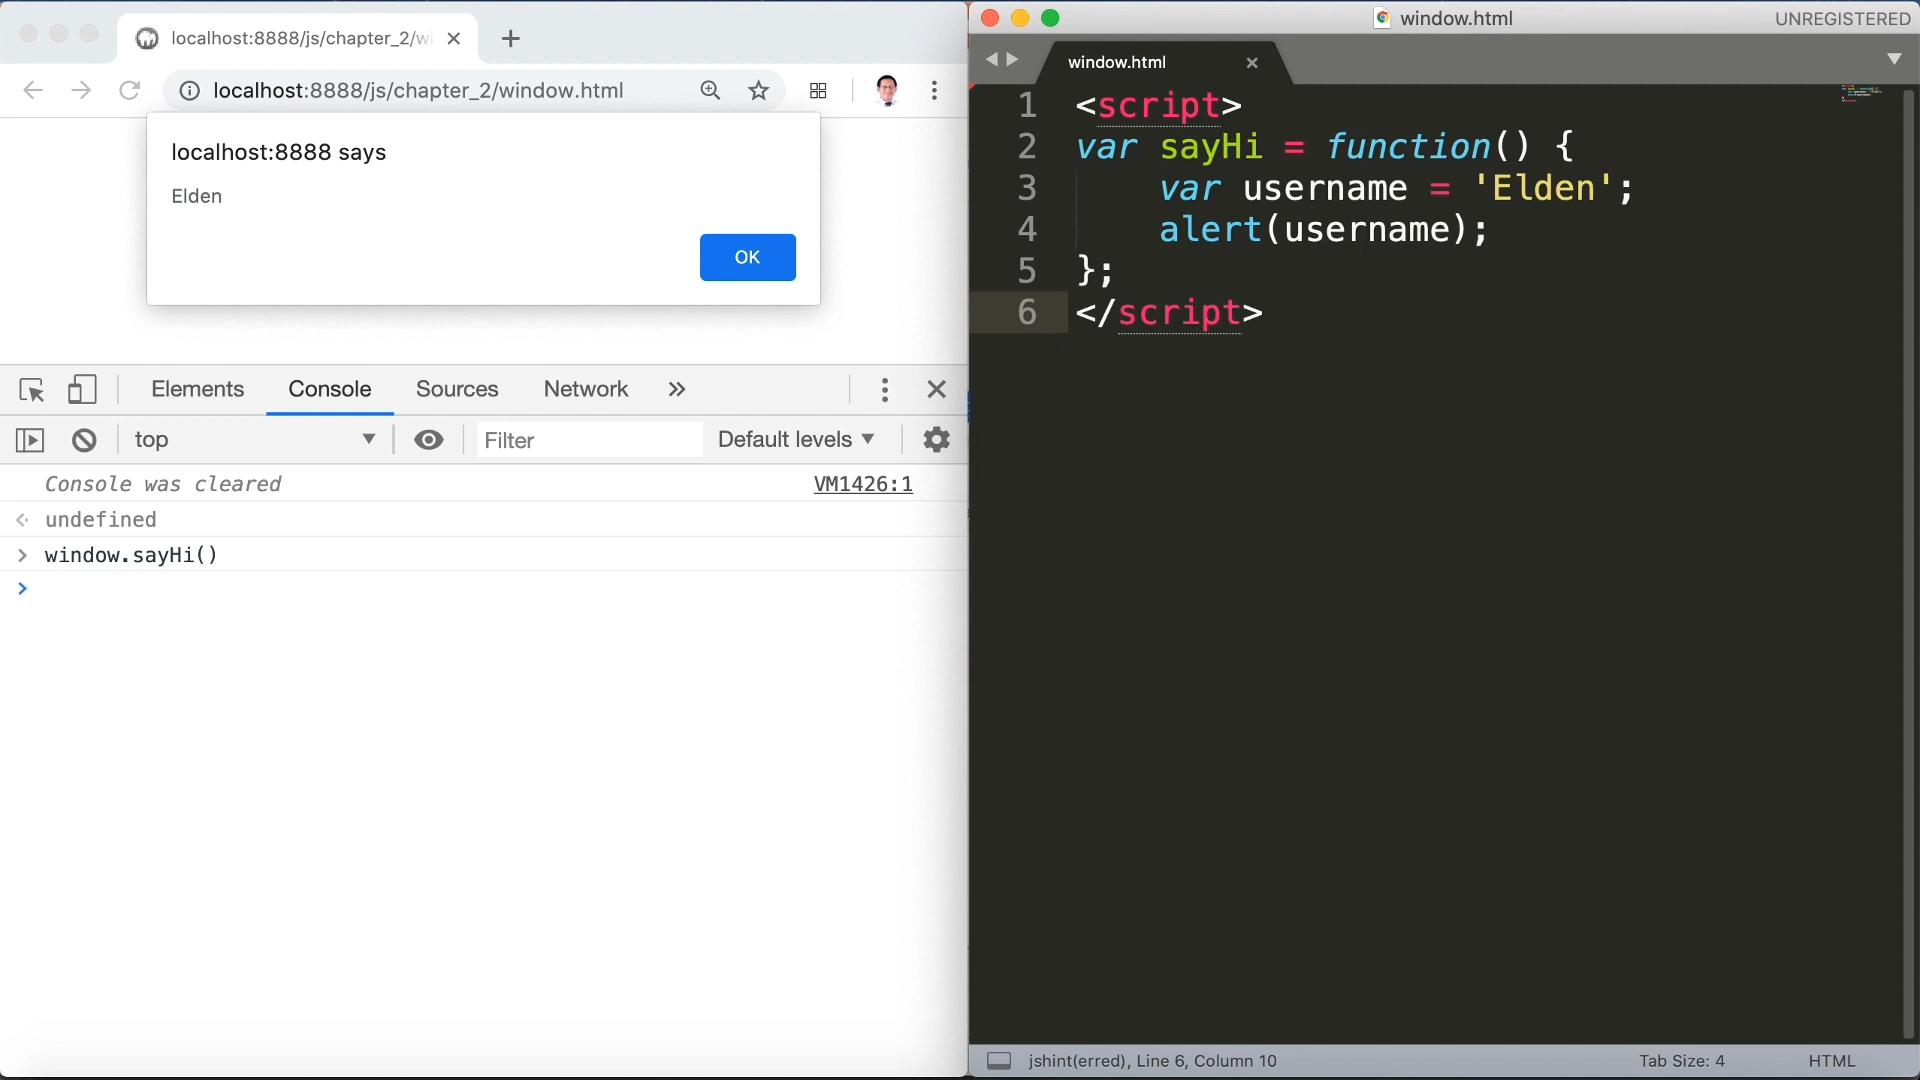 localhost:8888/js/chapter_2/wi
localhost:8888/js/chapter_2/window.html
localhost:8888 says
Elden
OK
Elements Console Sources Network
top Filter Default levels
Console was cleared VM1426:1
undefined
window.sayHi()
window.html UNREGISTERED
window.html
1 <script>
2 var sayHi = function() {
3 var username = 'Elden';
4 alert(username);
5 };
6 </script>
jshint(erred), Line 6, Column 10 Tab Size: 4 HTML